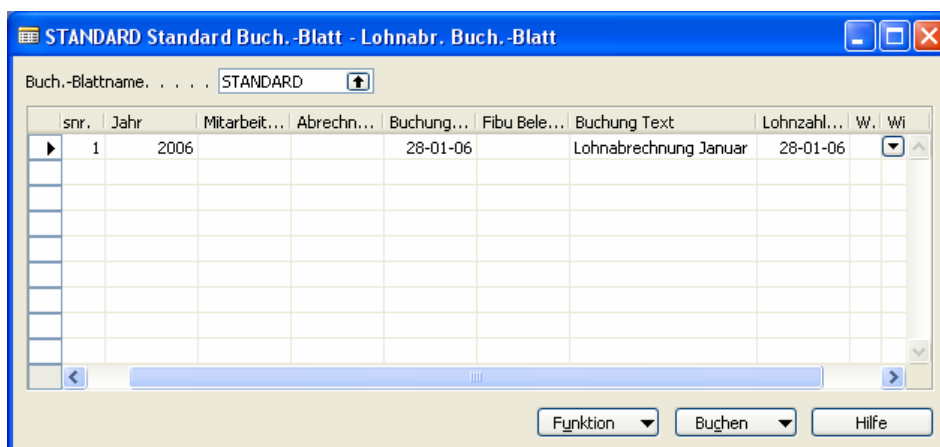 STANDARD Standard Buch.-Blatt - Lohnabr. Buch.-Blatt
Buch.-Blattname. . . . . STANDARD
snr. Jahr Mitarbeit... Abrechn... Buchung... Fibu Bele... Buchung Text Lohnzahl... W. Wi
1 2006 28-01-06 Lohnabrechnung Januar 28-01-06
Funktion Buchen Hilfe